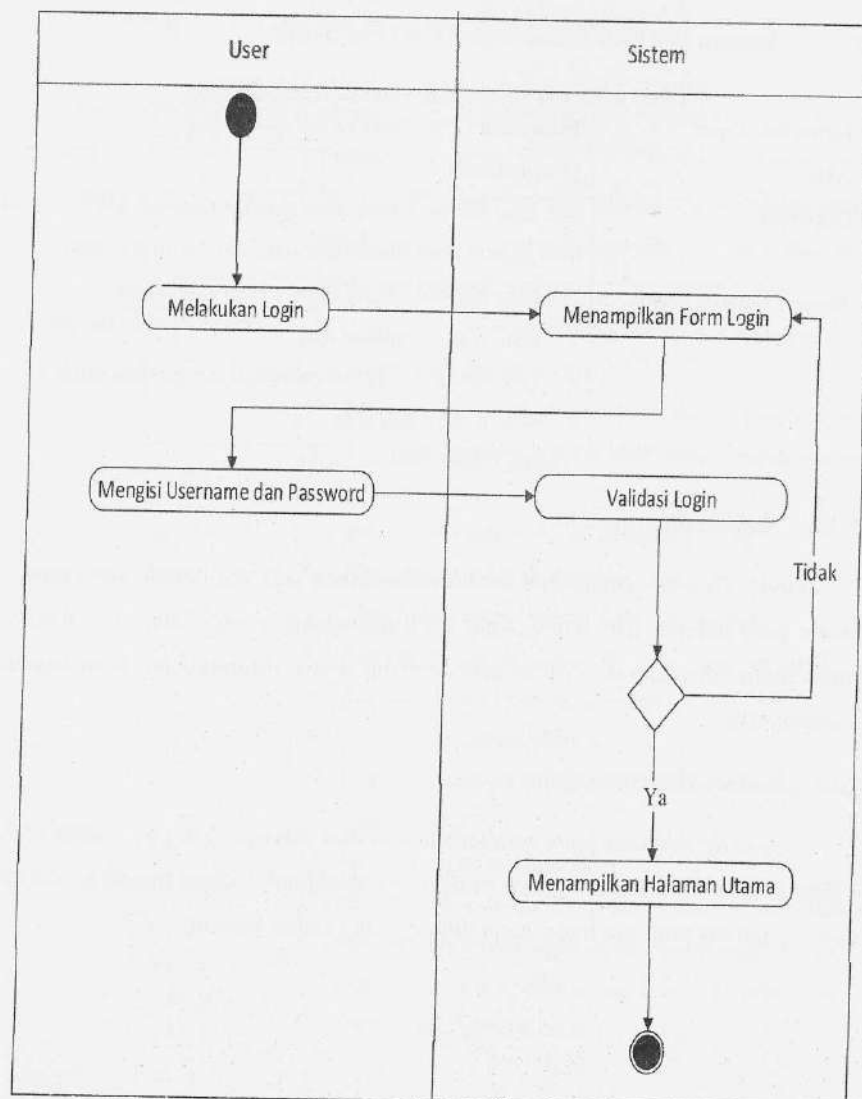 User
Sistem
Melakukan Login
Menampilkan Form Login
Mengisi Username dan Password
Validasi Login
Tidak
Ya
Menampilkan Halaman Utama